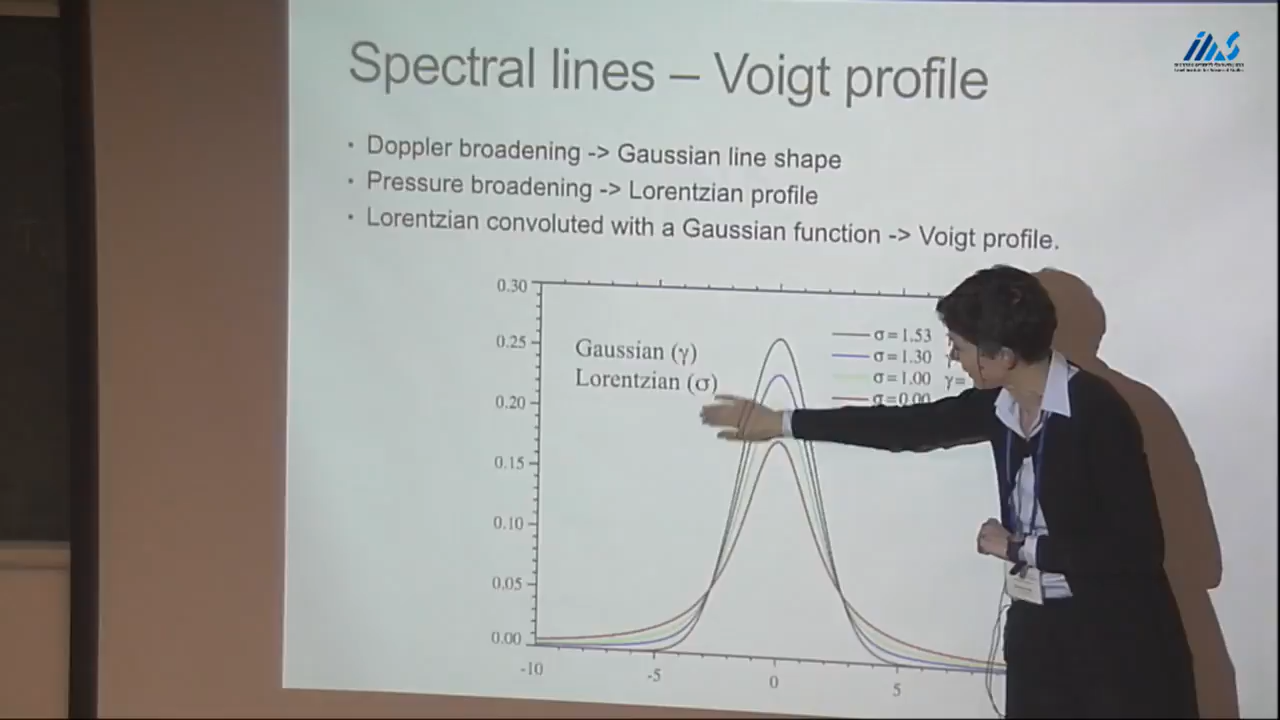 Spectral lines – Voigt profile
• Doppler broadening -> Gaussian line shape
• Pressure broadening -> Lorentzian profile
• Lorentzian convoluted with a Gaussian function -> Voigt profile.
0.30
0.25
0.20
0.15
0.10
0.05
0.00
Gaussian (γ)
Lorentzian (σ)
σ=1.53
σ=1.30 γ
σ=1.00 γ=
σ=0.00
-10
-5
0
5